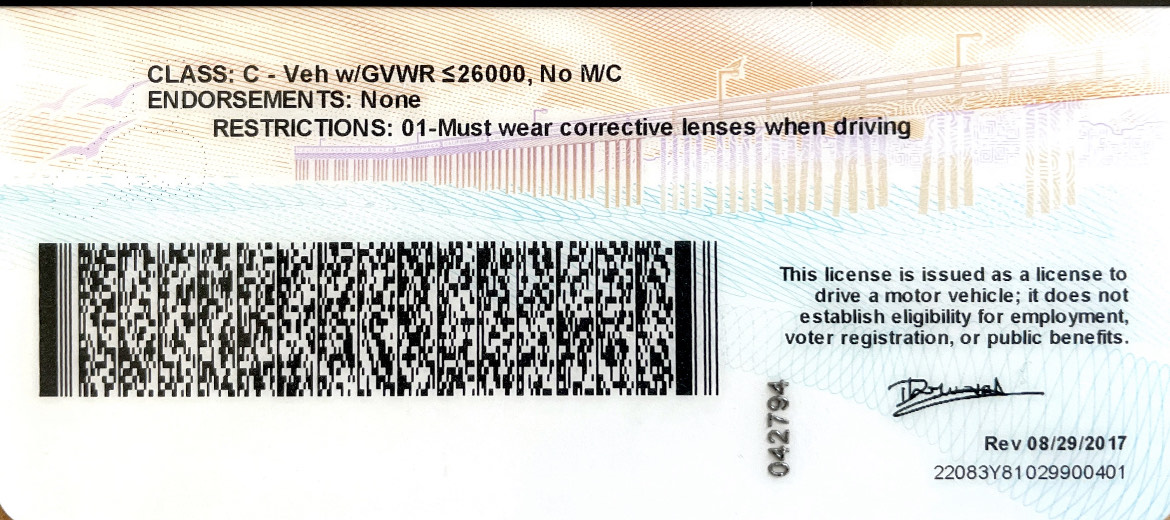 CLASS: C - Veh w/GVWR ≤26000, No M/C
ENDORSEMENTS: None
RESTRICTIONS: 01-Must wear corrective lenses when driving
This license is issued as a license to
drive a motor vehicle; it does not
establish eligibility for employment,
voter registration, or public benefits.
042794
Rev 08/29/2017
22083Y81029900401